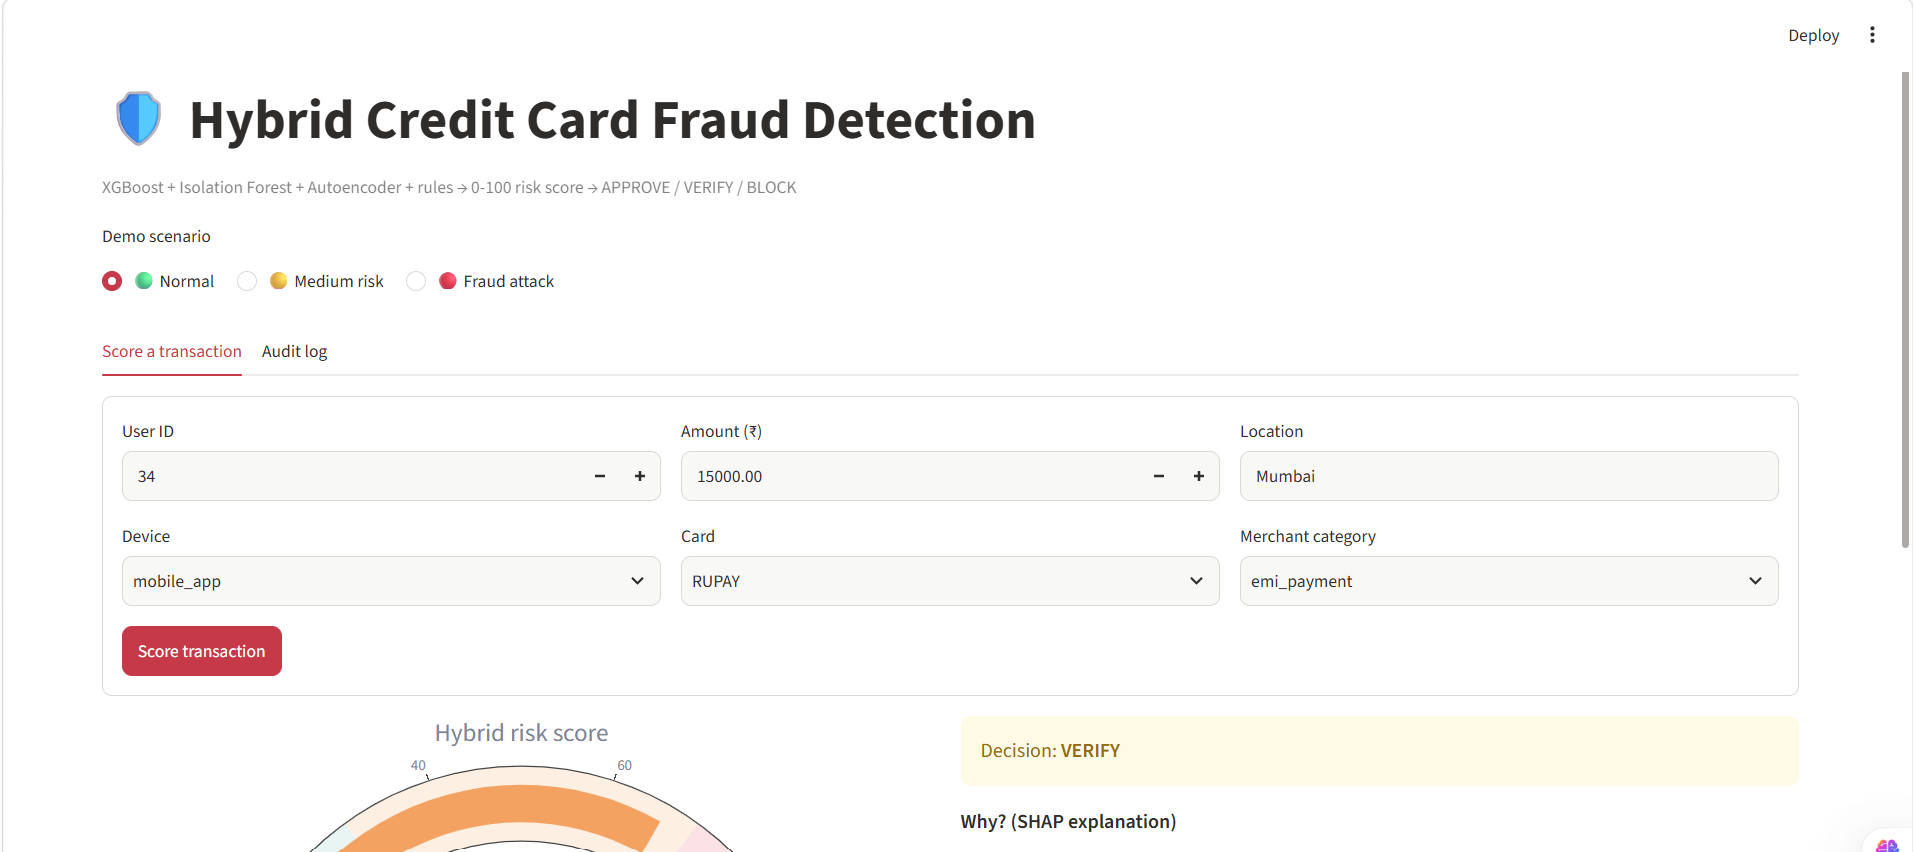 Deploy
Hybrid Credit Card Fraud Detection
XGBoost + Isolation Forest + Autoencoder + rules → 0-100 risk score → APPROVE / VERIFY / BLOCK
Demo scenario
Normal Medium risk Fraud attack
Score a transaction Audit log
User ID Amount (₹) Location
34 − + 15000.00 − + Mumbai
Device Card Merchant category
mobile_app RUPAY emi_payment
Score transaction
Hybrid risk score
40 60
Decision: VERIFY
Why? (SHAP explanation)